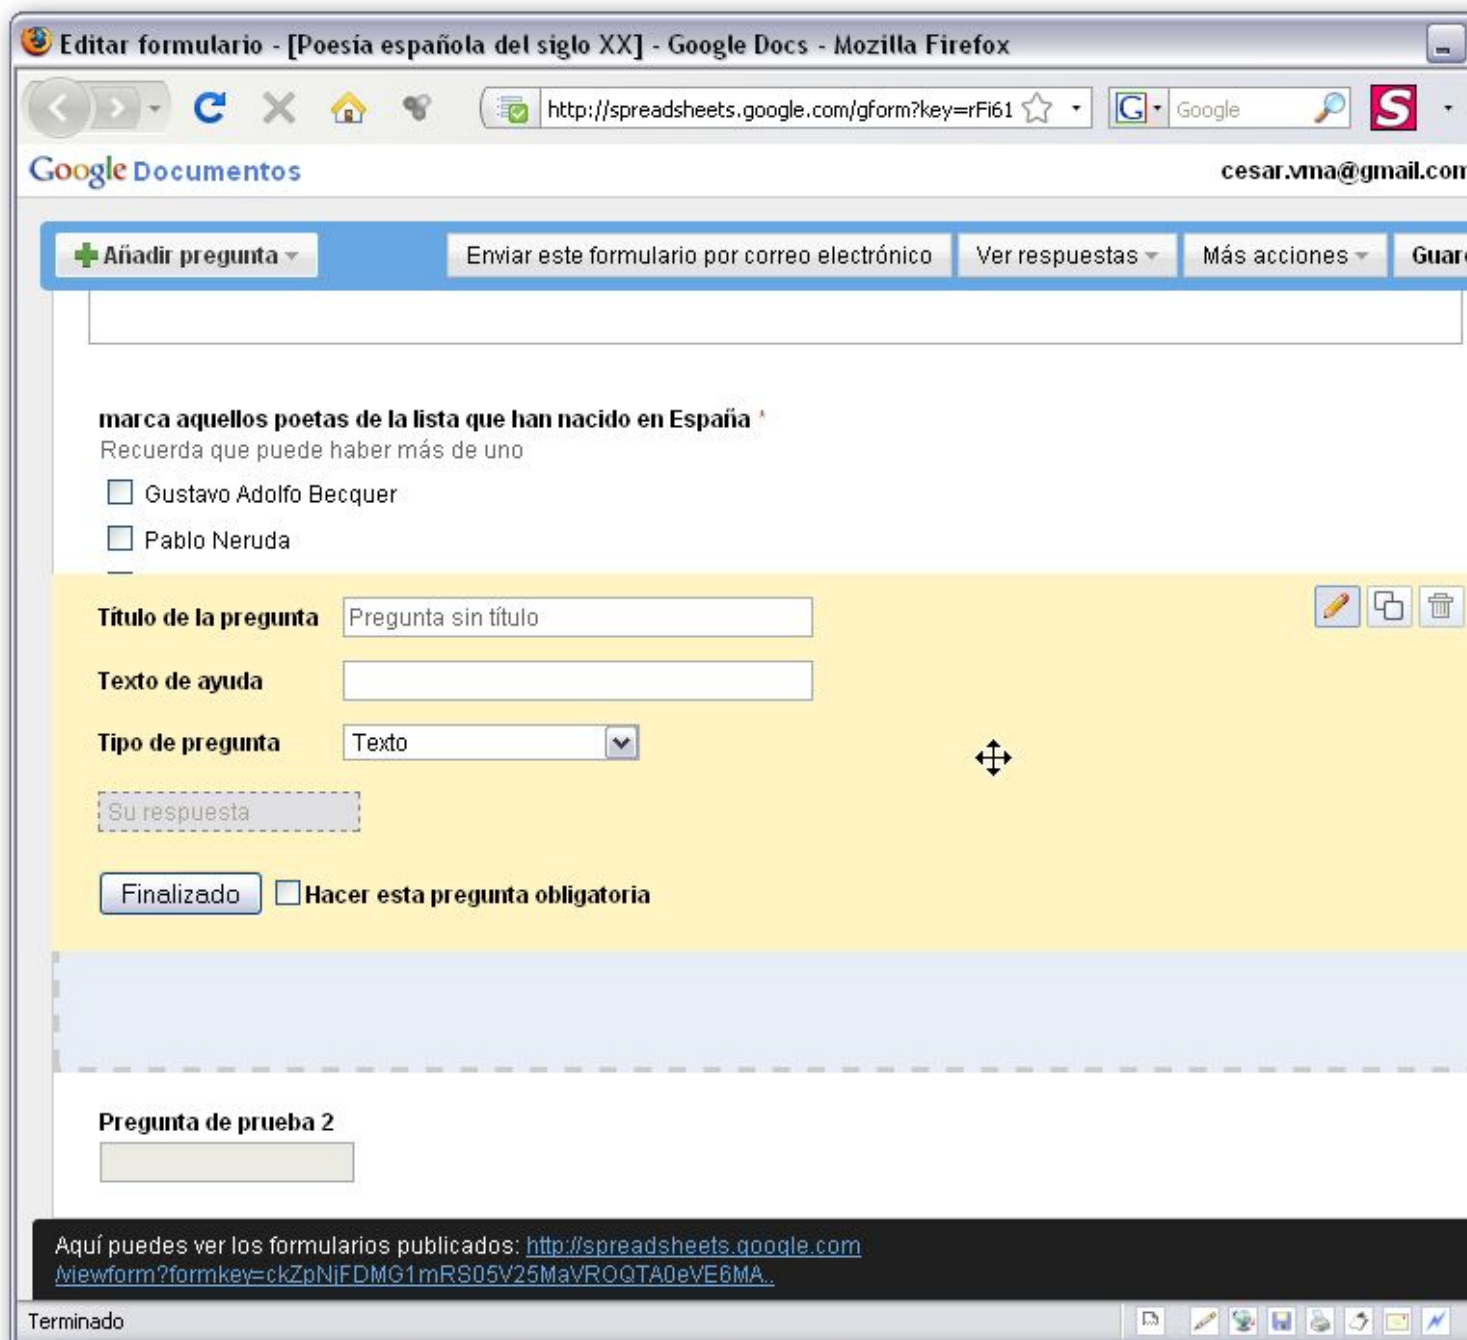 Editar formulario - [Poesía española del siglo XX] - Google Docs - Mozilla Firefox
http://spreadsheets.google.com/gform?key=rFi61
G
Google
S
Google Documentos
cesar.vma@gmail.com
Añadir pregunta
Enviar este formulario por correo electrónico
Ver respuestas
Más acciones
Guar
marca aquellos poetas de la lista que han nacido en España *
Recuerda que puede haber más de uno
Gustavo Adolfo Becquer
Pablo Neruda
Título de la pregunta
Pregunta sin título
Texto de ayuda
Tipo de pregunta
Texto
Su respuesta
Finalizado
Hacer esta pregunta obligatoria
Pregunta de prueba 2
Aquí puedes ver los formularios publicados: http://spreadsheets.google.com
/viewform?formkey=ckZpNjFDMG1mRS05V25MaVROQTA0eVE6MA..
Terminado